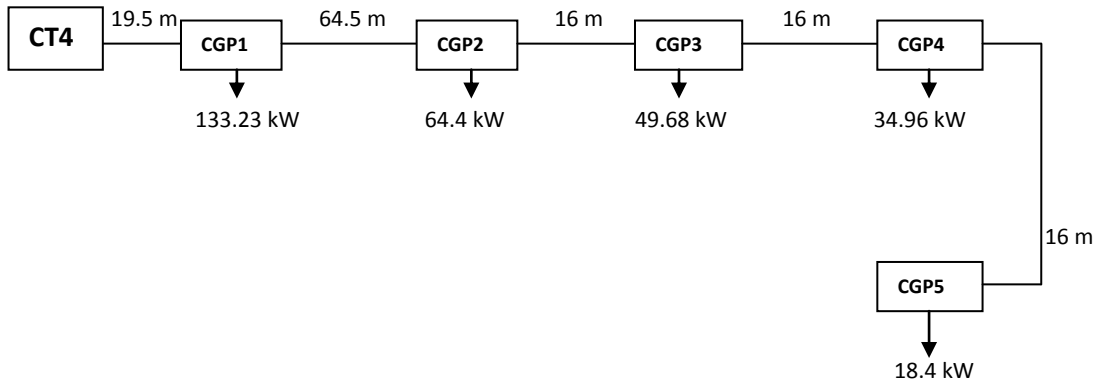 CT4
19.5 m
CGP1
64.5 m
CGP2
16 m
CGP3
16 m
CGP4
133.23 kW
64.4 kW
49.68 kW
34.96 kW
16 m
CGP5
18.4 kW